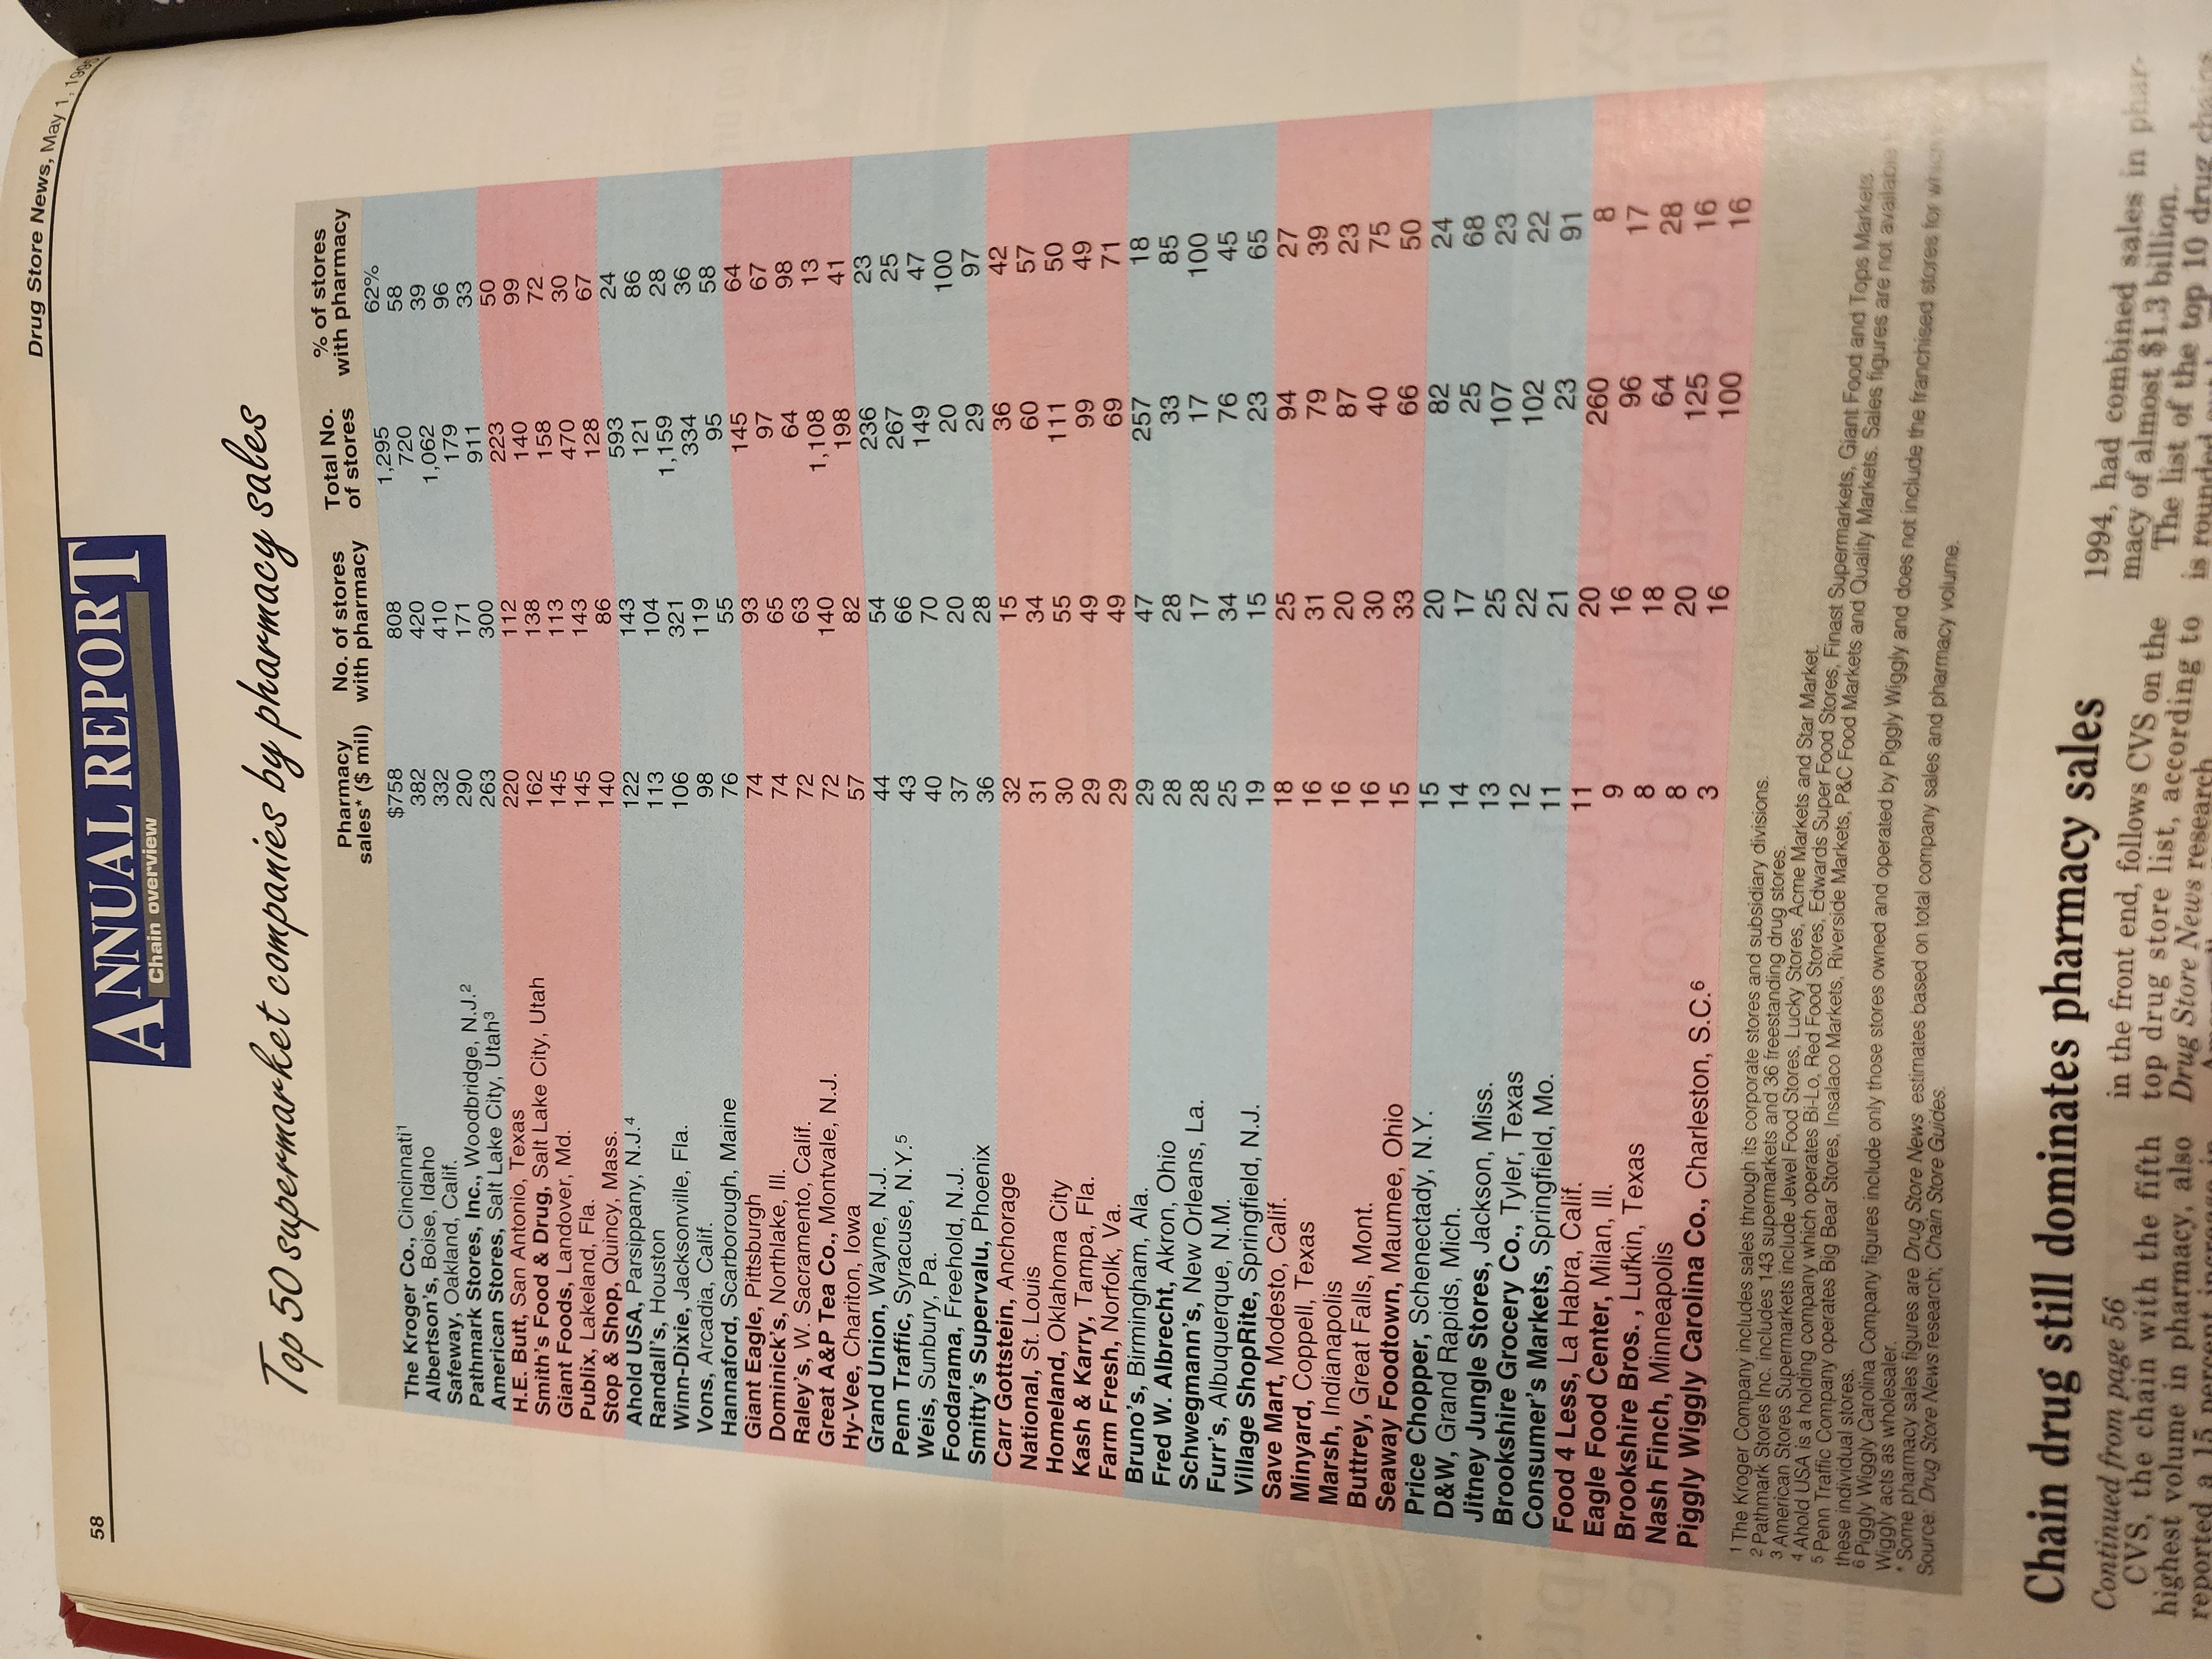 58
Drug Store News, May 1, 199
ANNUAL REPORT
Chain overview
Top 50 supermarket companies by pharmacy sales
Pharmacy sales* ($ mil) No. of stores with pharmacy Total No. of stores % of stores with pharmacy
The Kroger Co., Cincinnati¹ $758 808 1,295 62%
Albertson's, Boise, Idaho 382 420 720 58
Safeway, Oakland, Calif. 332 410 1,062 39
Pathmark Stores, Inc., Woodbridge, N.J.² 290 171 179 96
American Stores, Salt Lake City, Utah³ 263 300 911 33
H.E. Butt, San Antonio, Texas 220 112 223 50
Smith's Food & Drug, Salt Lake City, Utah 162 138 140 99
Giant Foods, Landover, Md. 145 113 158 72
Publix, Lakeland, Fla. 145 143 470 30
Stop & Shop, Quincy, Mass. 140 86 128 67
Ahold USA, Parsippany, N.J.⁴ 122 143 593 24
Randall's, Houston 113 104 121 86
Winn-Dixie, Jacksonville, Fla. 106 321 1,159 28
Vons, Arcadia, Calif. 98 119 334 36
Hannaford, Scarborough, Maine 76 55 95 58
Giant Eagle, Pittsburgh 74 93 145 64
Dominick's, Northlake, Ill. 74 65 97 67
Raley's, W. Sacramento, Calif. 72 63 64 98
Great A&P Tea Co., Montvale, N.J. 72 140 1,108 13
Hy-Vee, Chariton, Iowa 57 82 198 41
Grand Union, Wayne, N.J. 44 54 236 23
Penn Traffic, Syracuse, N.Y.⁵ 43 66 267 25
Weis, Sunbury, Pa. 40 70 149 47
Foodarama, Freehold, N.J. 37 20 20 100
Smitty's Supervalu, Phoenix 36 28 29 97
Carr Gottstein, Anchorage 32 15 36 42
National, St. Louis 31 34 60 57
Homeland, Oklahoma City 30 55 111 50
Kash & Karry, Tampa, Fla. 29 49 99 49
Farm Fresh, Norfolk, Va. 29 49 69 71
Bruno's, Birmingham, Ala. 29 47 257 18
Fred W. Albrecht, Akron, Ohio 28 28 33 85
Schwegmann's, New Orleans, La. 28 17 17 100
Furr's, Albuquerque, N.M. 25 34 76 45
Village ShopRite, Springfield, N.J. 19 15 23 65
Save Mart, Modesto, Calif. 18 25 94 27
Minyard, Coppell, Texas 16 31 79 39
Marsh, Indianapolis 16 20 87 23
Buttrey, Great Falls, Mont. 16 30 40 75
Seaway Foodtown, Maumee, Ohio 15 33 66 50
Price Chopper, Schenectady, N.Y. 15 20 82 24
D&W, Grand Rapids, Mich. 14 17 25 68
Jitney Jungle Stores, Jackson, Miss. 13 25 107 23
Brookshire Grocery Co., Tyler, Texas 12 22 102 22
Consumer's Markets, Springfield, Mo. 11 21 23 91
Food 4 Less, La Habra, Calif. 11 20 260 8
Eagle Food Center, Milan, Ill. 9 16 96 17
Brookshire Bros. , Lufkin, Texas 8 18 64 28
Nash Finch, Minneapolis 8 20 125 16
Piggly Wiggly Carolina Co., Charleston, S.C.⁶ 3 16 100 16
¹ The Kroger Company includes sales through its corporate stores and subsidiary divisions.
² Pathmark Stores Inc. includes 143 supermarkets and 36 freestanding drug stores.
3 American Stores Supermarkets include Jewel Food Stores, Lucky Stores, Acme Markets and Star Market.
⁴ Ahold USA is a holding company which operates Bi-Lo, Red Food Stores, Edwards Super Food Stores, Finast Supermarkets, Giant Food and Tops Markets.
⁵ Penn Traffic Company operates Big Bear Stores, Insalaco Markets, Riverside Markets, P&C Food Markets and Quality Markets. Sales figures are not available
these individual stores.
⁶ Piggly Wiggly Carolina Company figures include only those stores owned and operated by Piggly Wiggly and does not include the franchised stores for which
Wiggly acts as wholesaler.
* Some pharmacy sales figures are Drug Store News estimates based on total company sales and pharmacy volume.
Source: Drug Store News research; Chain Store Guides.
Chain drug still dominates pharmacy sales
Continued from page 56
CVS, the chain with the fifth
highest volume in pharmacy, also
reported a 15
in the front end, follows CVS on the
top drug store list, according to
Drug Store News research
1994, had combined sales in phar-
macy of almost $1.3 billion.
The list of the top 10 drug chains
is rounded